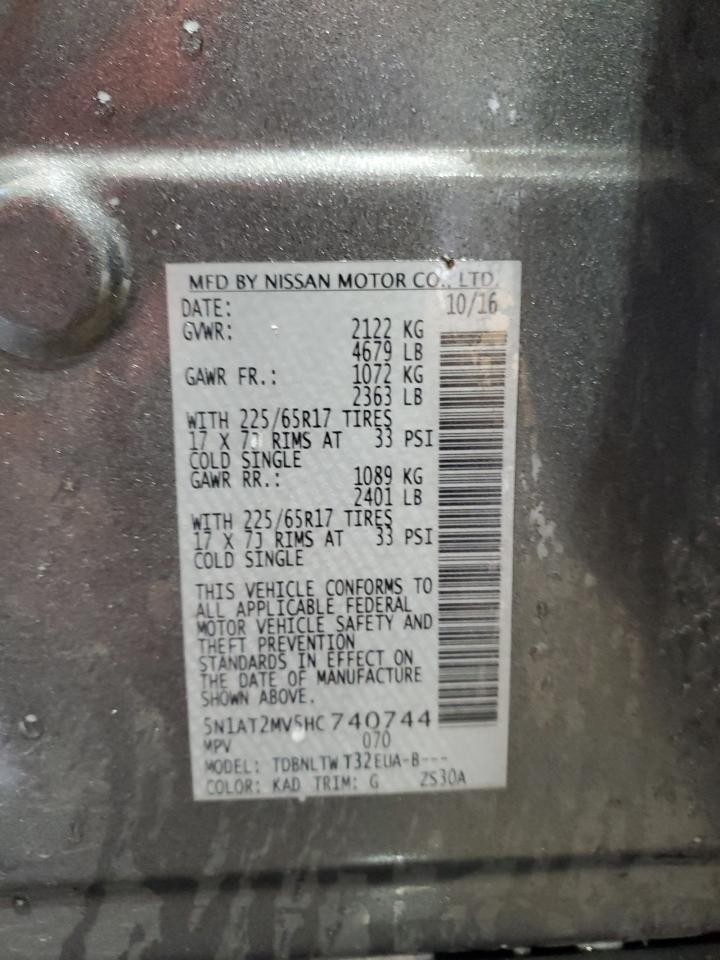 MFD BY NISSAN MOTOR CO., LTD.
DATE: 10/16
GVWR: 2122 KG
4679 LB
GAWR FR.: 1072 KG
2363 LB
WITH 225/65R17 TIRES
17 X 7J RIMS AT 33 PSI
COLD SINGLE
GAWR RR.: 1089 KG
2401 LB
WITH 225/65R17 TIRES
17 X 7J RIMS AT 33 PSI
COLD SINGLE
THIS VEHICLE CONFORMS TO
ALL APPLICABLE FEDERAL
MOTOR VEHICLE SAFETY AND
THEFT PREVENTION
STANDARDS IN EFFECT ON
THE DATE OF MANUFACTURE
SHOWN ABOVE.
5N1AT2MV5HC740744
MPV 070
MODEL: TDBNLTW T32EUA-B---
COLOR: KAD TRIM: G ZS30A